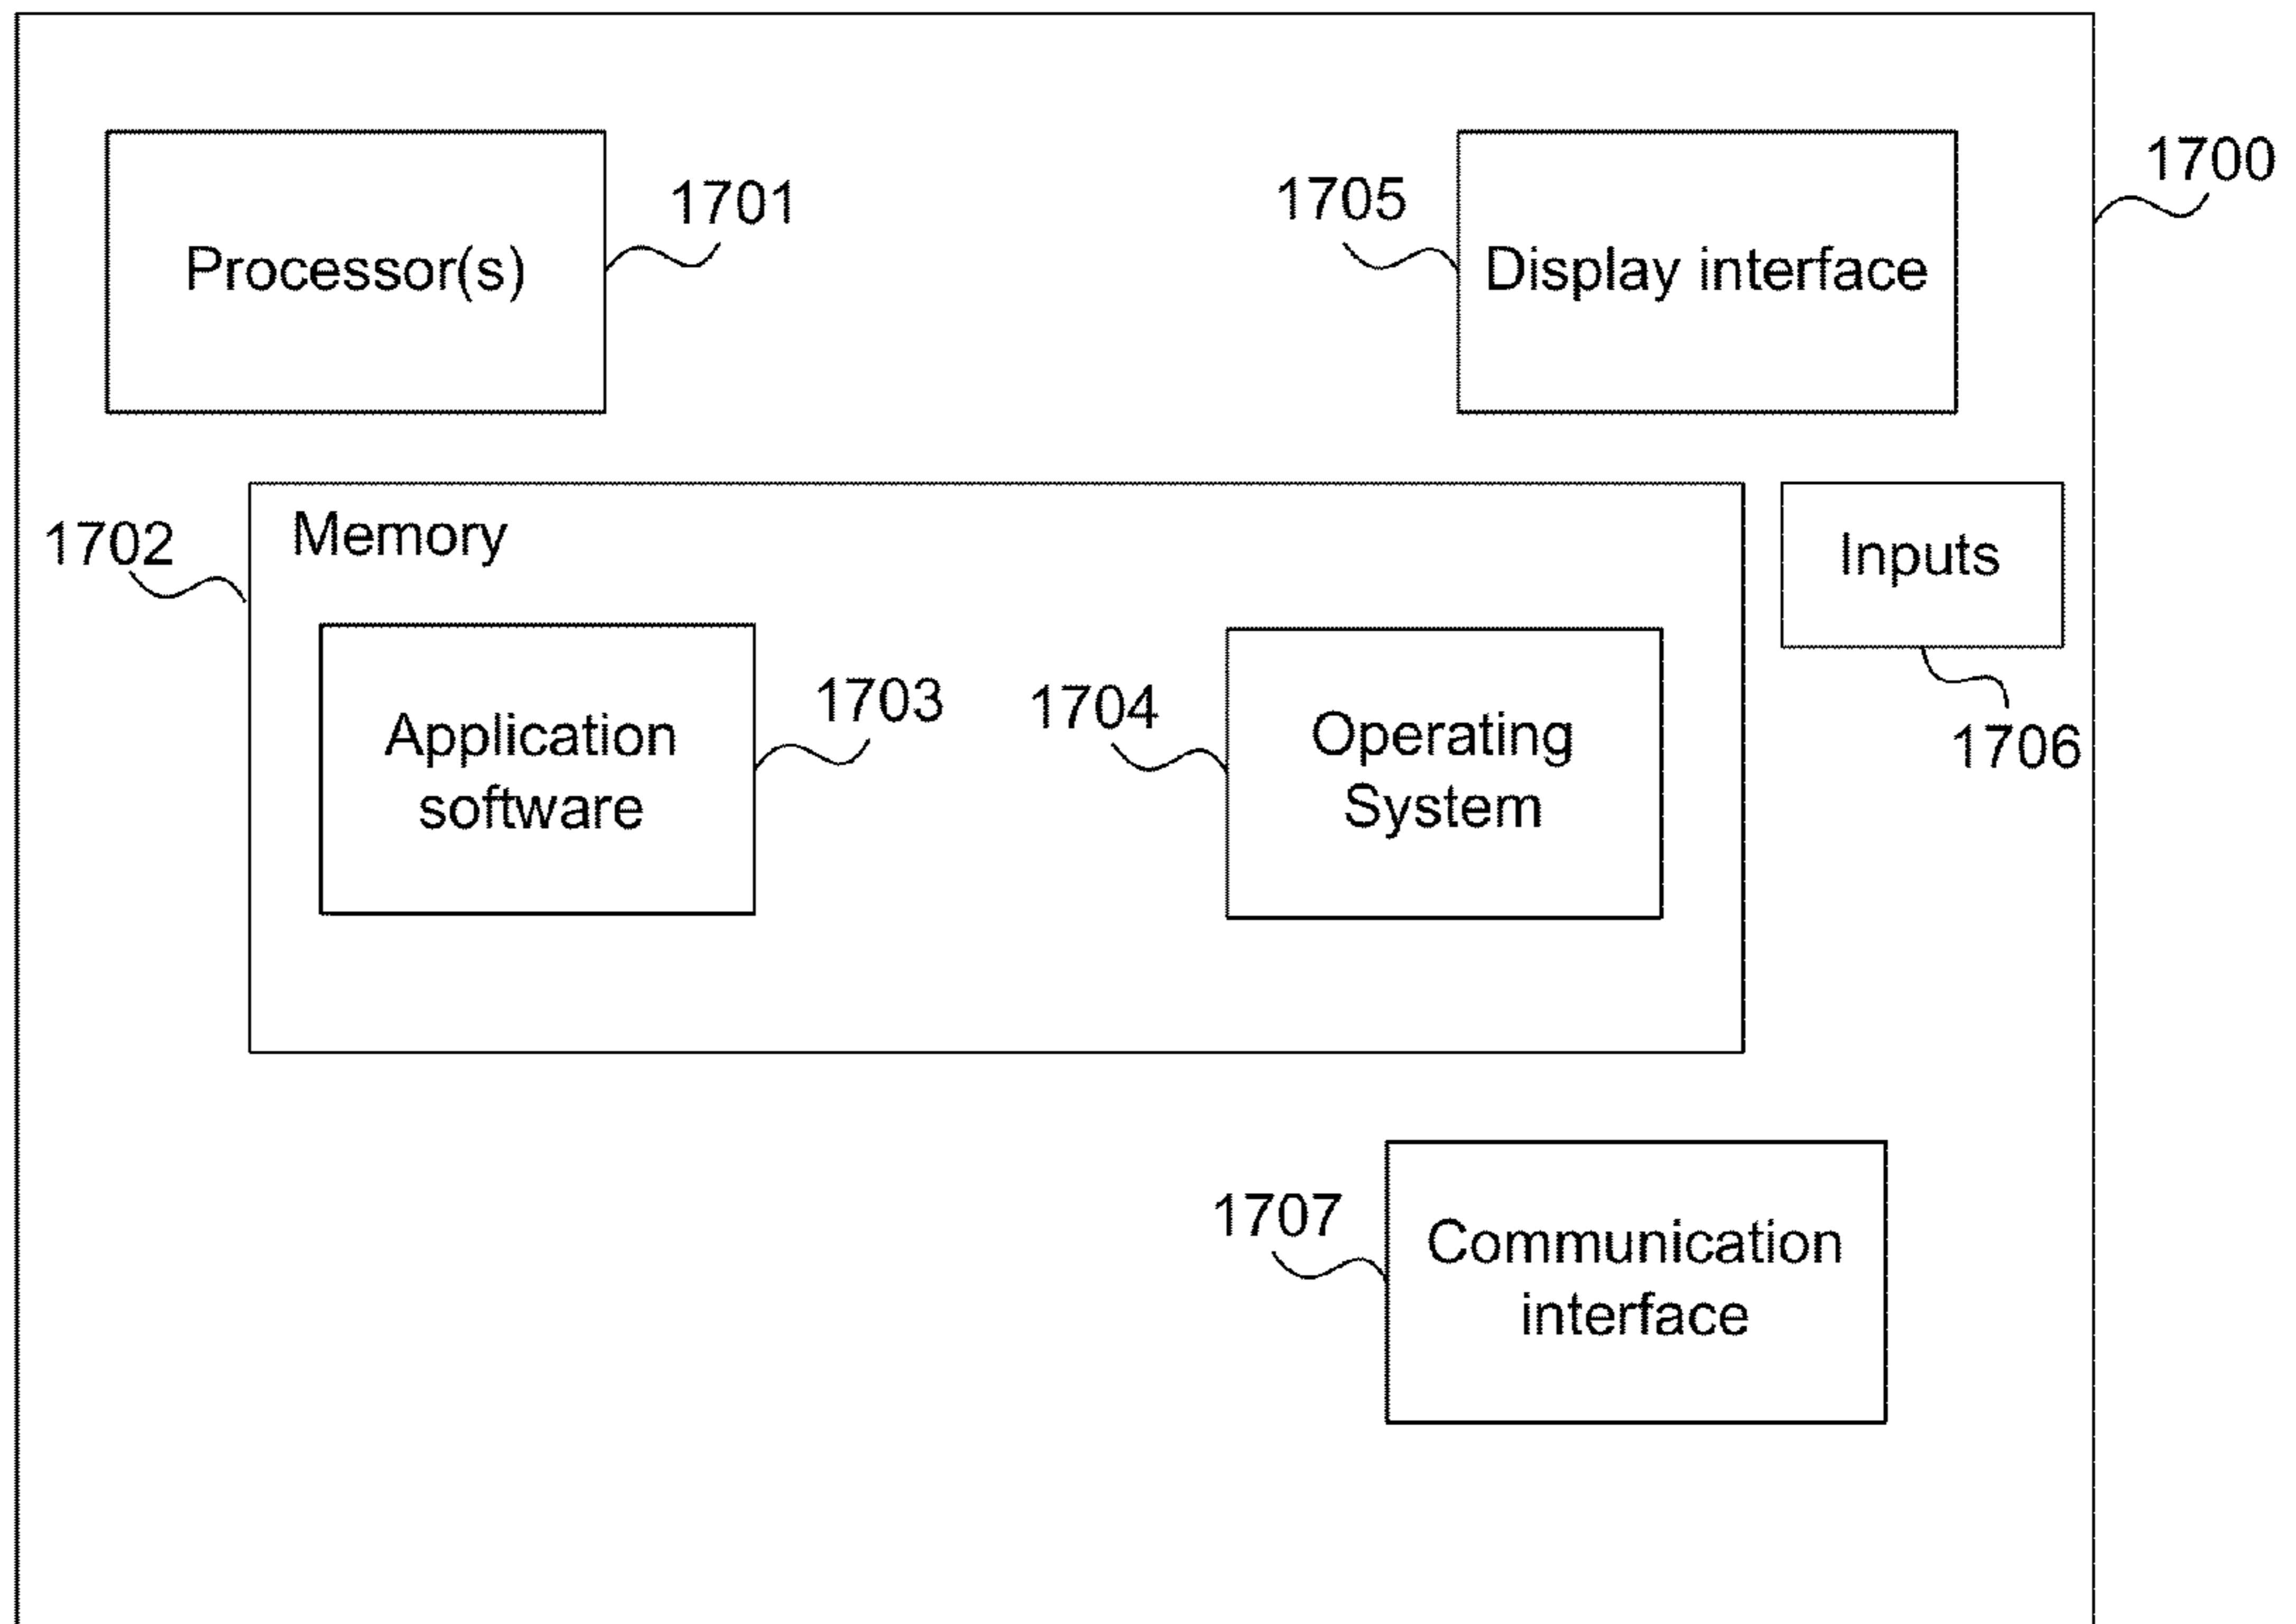 1700
Processor(s)
1701
1705
Display interface
1702
Memory
Inputs
1706
Application
software
1703
1704
Operating
System
1707
Communication
interface